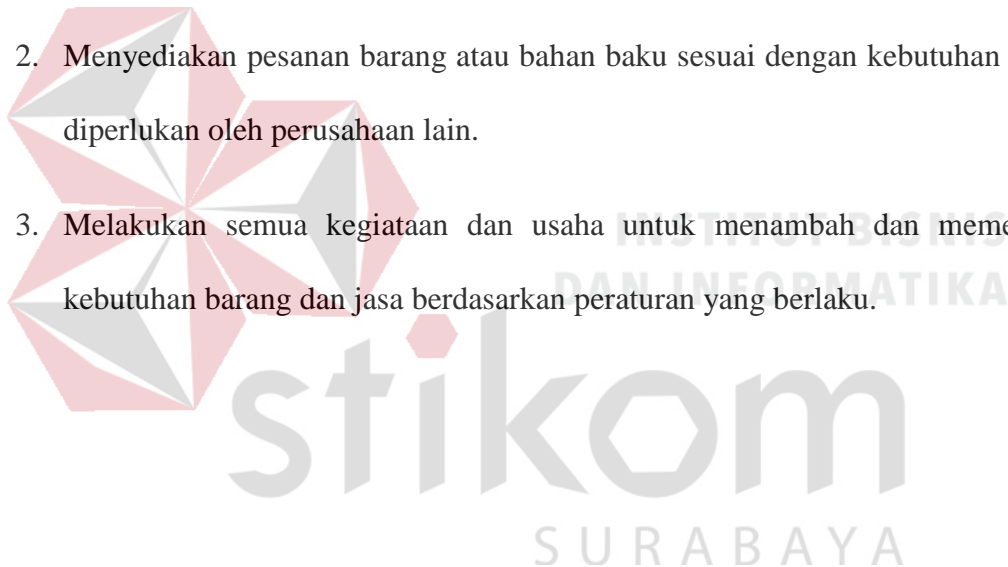 2. Menyediakan pesanan barang atau bahan baku sesuai dengan kebutuhan
diperlukan oleh perusahaan lain.
3. Melakukan semua kegiataan dan usaha untuk menambah dan meme
kebutuhan barang dan jasa berdasarkan peraturan yang berlaku.
INSTITUT BISNIS
DAN INFORMATIKA
stikom
SURABAYA